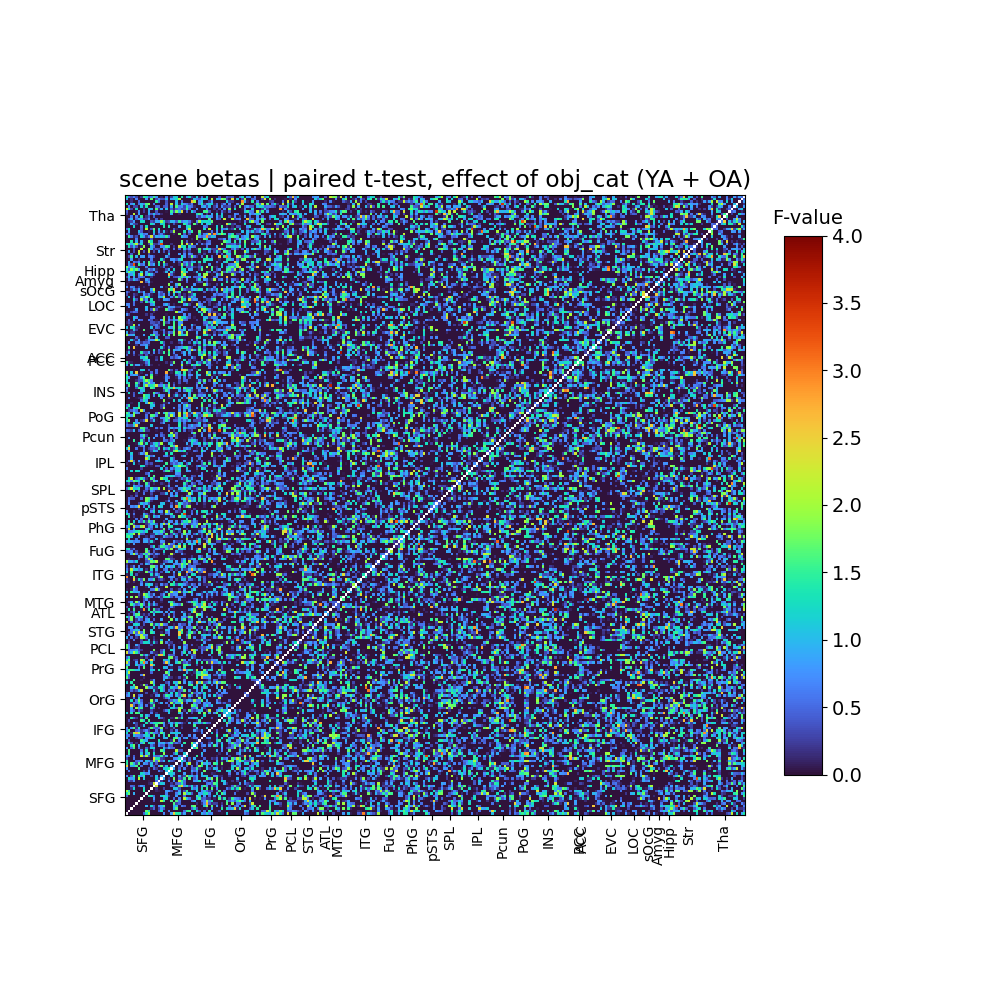 scene betas | paired t-test, effect of obj_cat (YA + OA)
F-value
4.0
3.5
3.0
2.5
2.0
1.5
1.0
0.5
0.0
Tha
Str
Hipp
Amyg
sOcG
LOC
EVC
ACC
PCC
INS
PoG
Pcun
IPL
SPL
pSTS
PhG
FuG
ITG
MTG
ATL
STG
PCL
PrG
OrG
IFG
MFG
SFG
SFG
MFG
IFG
OrG
PrG
PCL
STG
ATL
MTG
ITG
FuG
PhG
pSTS
SPL
IPL
Pcun
PoG
INS
PCC
ACC
EVC
LOC
sOcG
Amyg
Hipp
Str
Tha